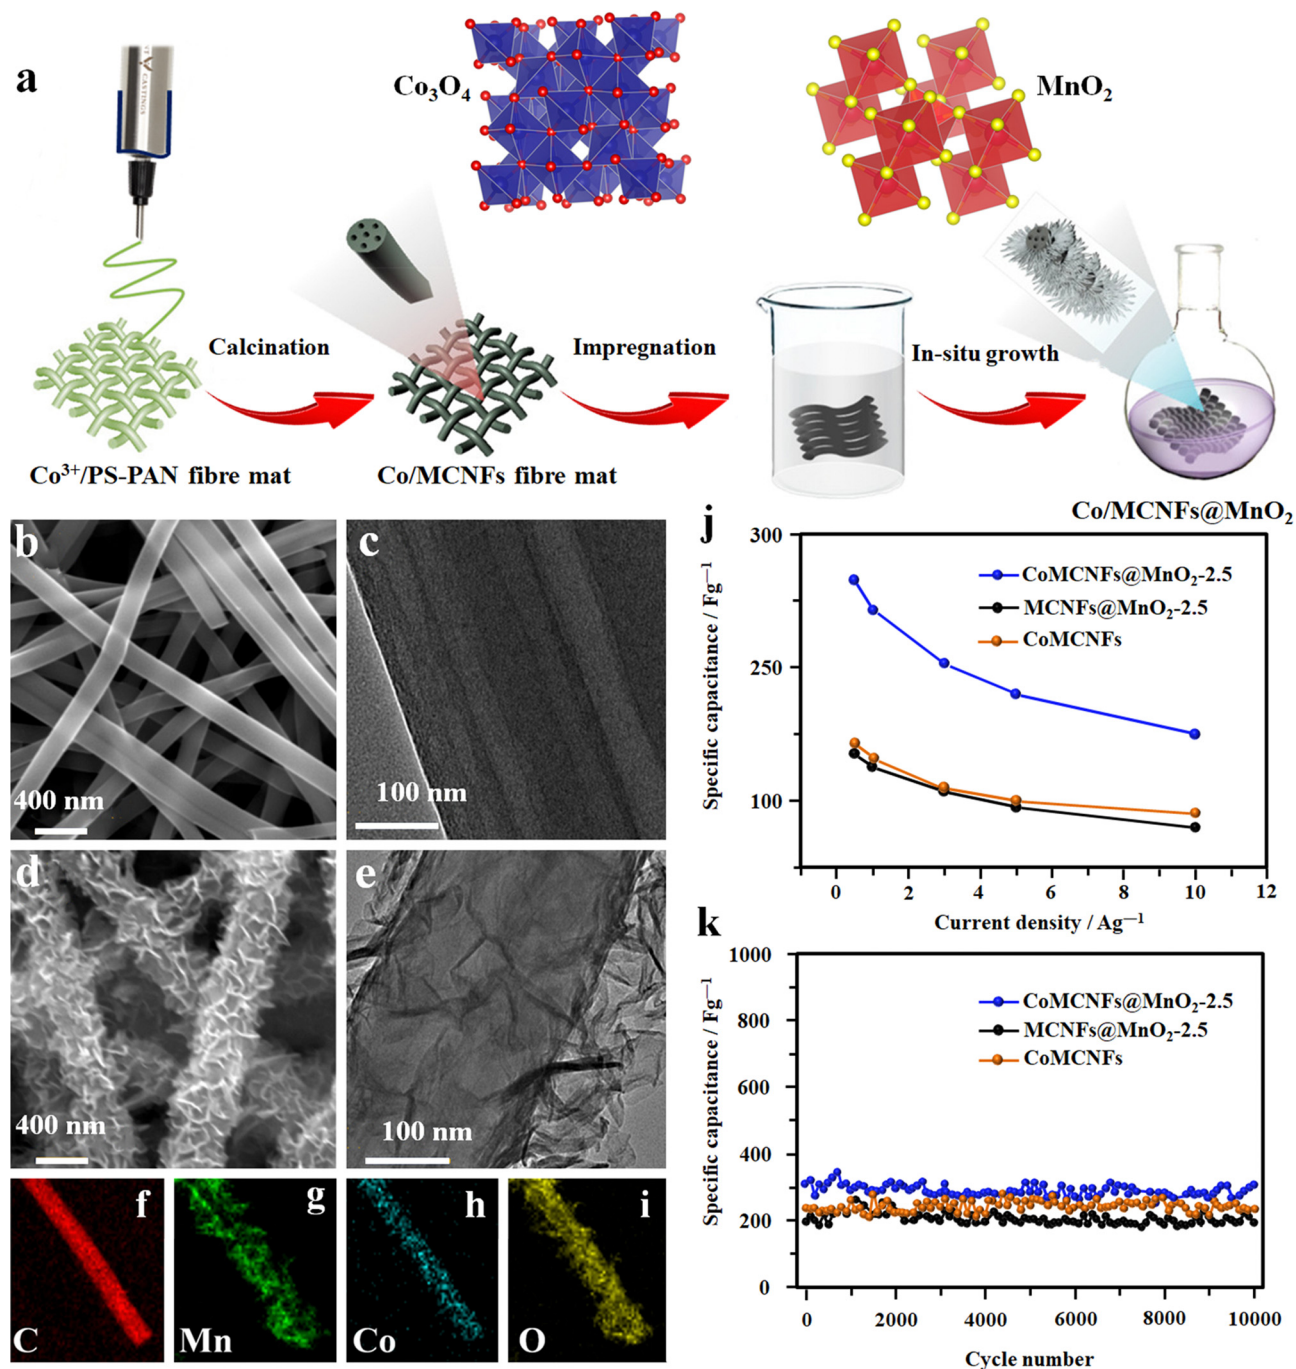 a
CASTINGS
Co₃O₄
MnO₂
Calcination
Impregnation
In-situ growth
Co³⁺/PS-PAN fibre mat
Co/MCNFs fibre mat
Co/MCNFs@MnO₂
b
400 nm
c
100 nm
d
400 nm
e
100 nm
f
C
g
Mn
h
Co
i
O
j
Specific capacitance / Fg⁻¹
300
250
100
CoMCNFs@MnO₂-2.5
MCNFs@MnO₂-2.5
CoMCNFs
0 2 4 6 8 10 12
Current density / Ag⁻¹
k
Specific capacitance / Fg⁻¹
1000
800
600
400
200
0
CoMCNFs@MnO₂-2.5
MCNFs@MnO₂-2.5
CoMCNFs
0 2000 4000 6000 8000 10000
Cycle number